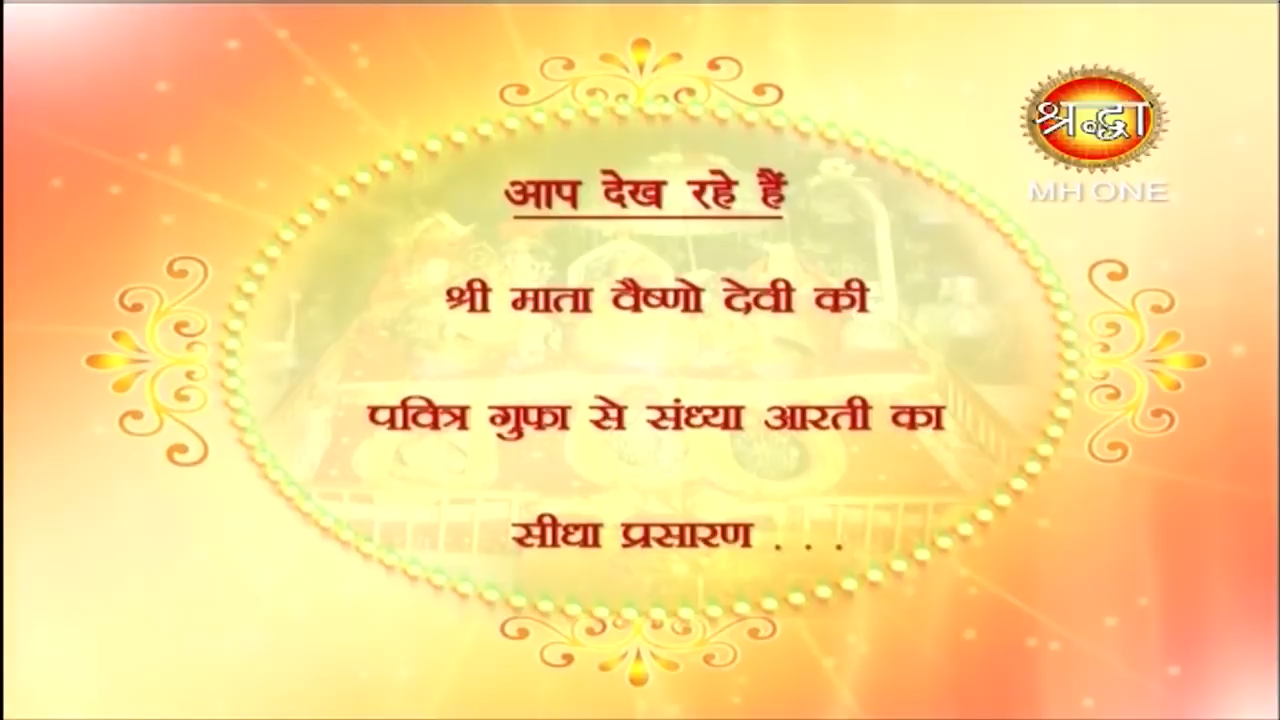 श्रद्धा
MH ONE
आप देख रहे हैं
श्री माता वैष्णो देवी की
पवित्र गुफा से संध्या आरती का
सीधा प्रसारण . . .